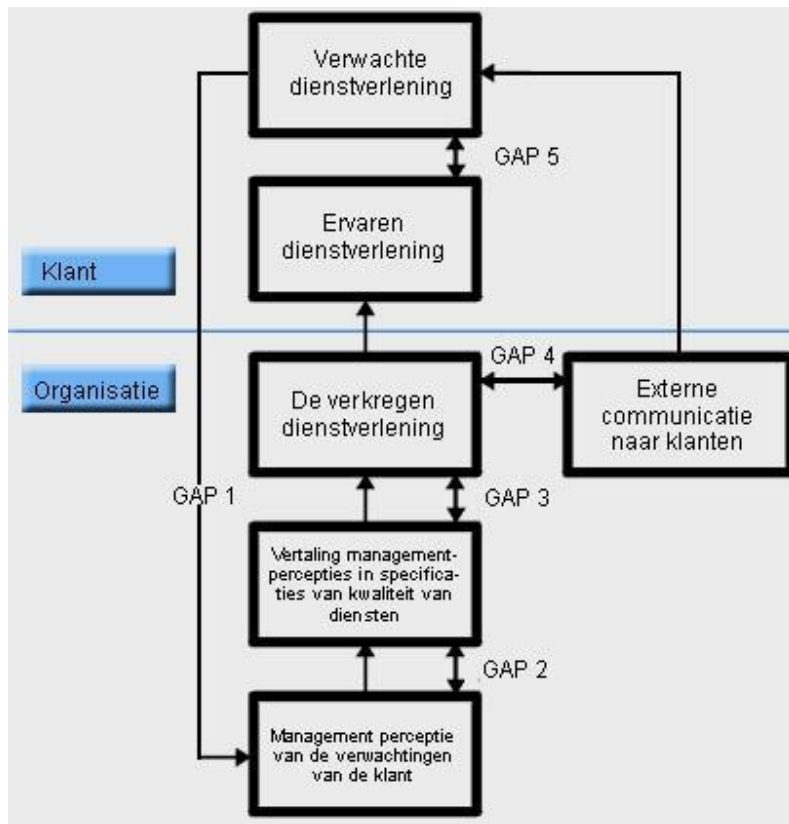 Verwachte
dienstverlening
GAP 5
Ervaren
dienstverlening
Klant
Organisatie
GAP 4
De verkregen
dienstverlening
Externe
communicatie
naar klanten
GAP 1
GAP 3
Vertaling management-
percepties in specifica-
ties van kwaliteit van
diensten
GAP 2
Management perceptie
van de verwachtingen
van de klant